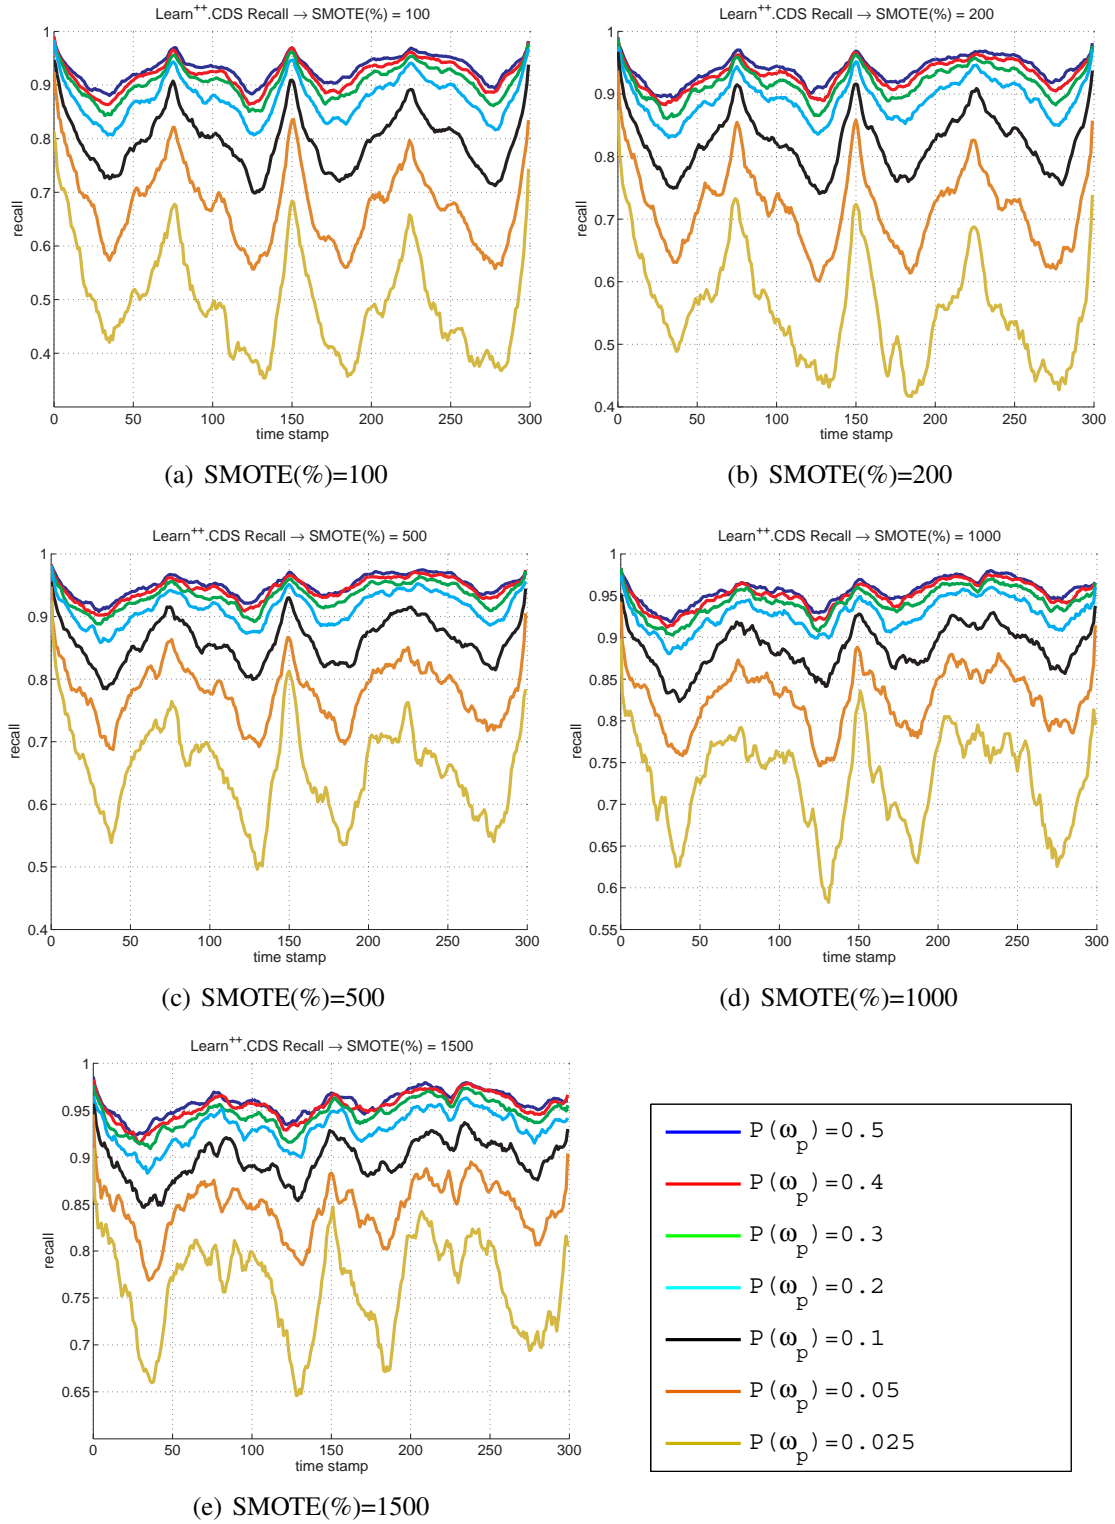 Learn++.CDS Recall → SMOTE(%) = 100
1
0.9
0.8
0.7
0.6
0.5
0.4
recall
0 50 100 150 200 250 300
time stamp
(a) SMOTE(%)=100
Learn++.CDS Recall → SMOTE(%) = 200
1
0.9
0.8
0.7
0.6
0.5
0.4
recall
0 50 100 150 200 250 300
time stamp
(b) SMOTE(%)=200
Learn++.CDS Recall → SMOTE(%) = 500
1
0.9
0.8
0.7
0.6
0.5
0.4
recall
0 50 100 150 200 250 300
time stamp
(c) SMOTE(%)=500
Learn++.CDS Recall → SMOTE(%) = 1000
1
0.95
0.9
0.85
0.8
0.75
0.7
0.65
0.6
0.55
recall
0 50 100 150 200 250 300
time stamp
(d) SMOTE(%)=1000
Learn++.CDS Recall → SMOTE(%) = 1500
1
0.95
0.9
0.85
0.8
0.75
0.7
0.65
recall
0 50 100 150 200 250 300
time stamp
(e) SMOTE(%)=1500
P(ω_p)=0.5
P(ω_p)=0.4
P(ω_p)=0.3
P(ω_p)=0.2
P(ω_p)=0.1
P(ω_p)=0.05
P(ω_p)=0.025